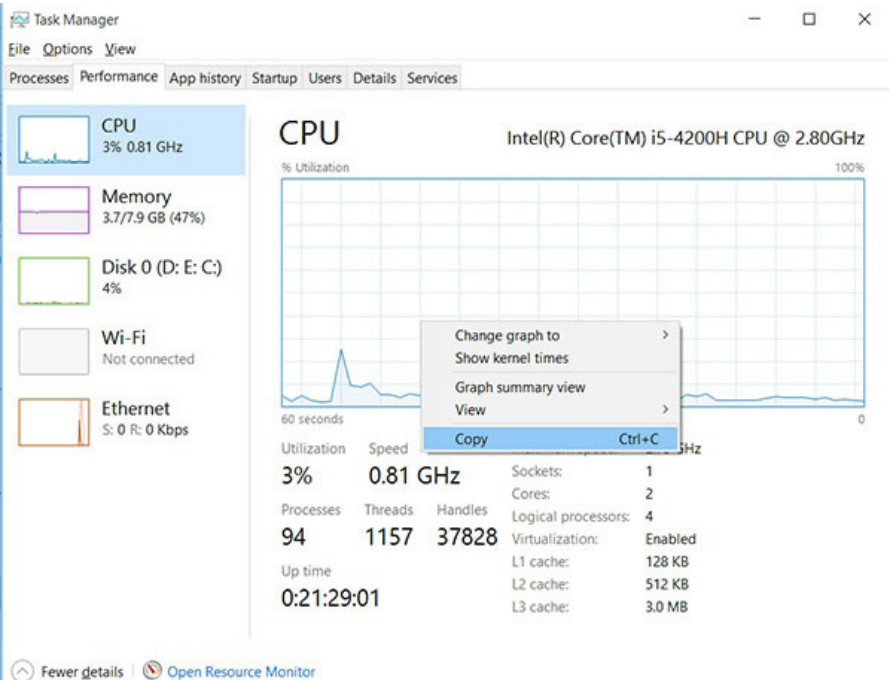 Task Manager
File Options View
Processes Performance App history Startup Users Details Services
CPU
3% 0.81 GHz
Memory
3.7/7.9 GB (47%)
Disk 0 (D: E: C:)
4%
Wi-Fi
Not connected
Ethernet
S: 0 R: 0 Kbps
CPU Intel(R) Core(TM) i5-4200H CPU @ 2.80GHz
% Utilization 100%
Change graph to
Show kernel times
Graph summary view
View
Copy Ctrl+C
60 seconds 0
Utilization Speed
3% 0.81 GHz
Processes Threads Handles
94 1157 37828
Up time
0:21:29:01
GHz
Sockets: 1
Cores: 2
Logical processors: 4
Virtualization: Enabled
L1 cache: 128 KB
L2 cache: 512 KB
L3 cache: 3.0 MB
Fewer details Open Resource Monitor